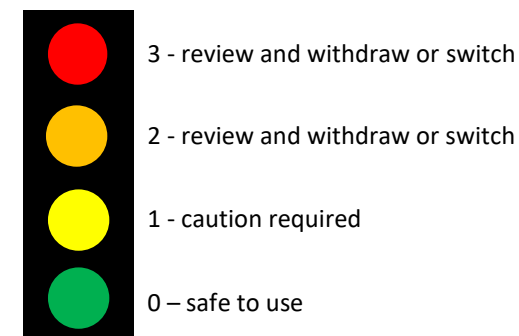 3 - review and withdraw or switch
2 - review and withdraw or switch
1 - caution required
0 – safe to use